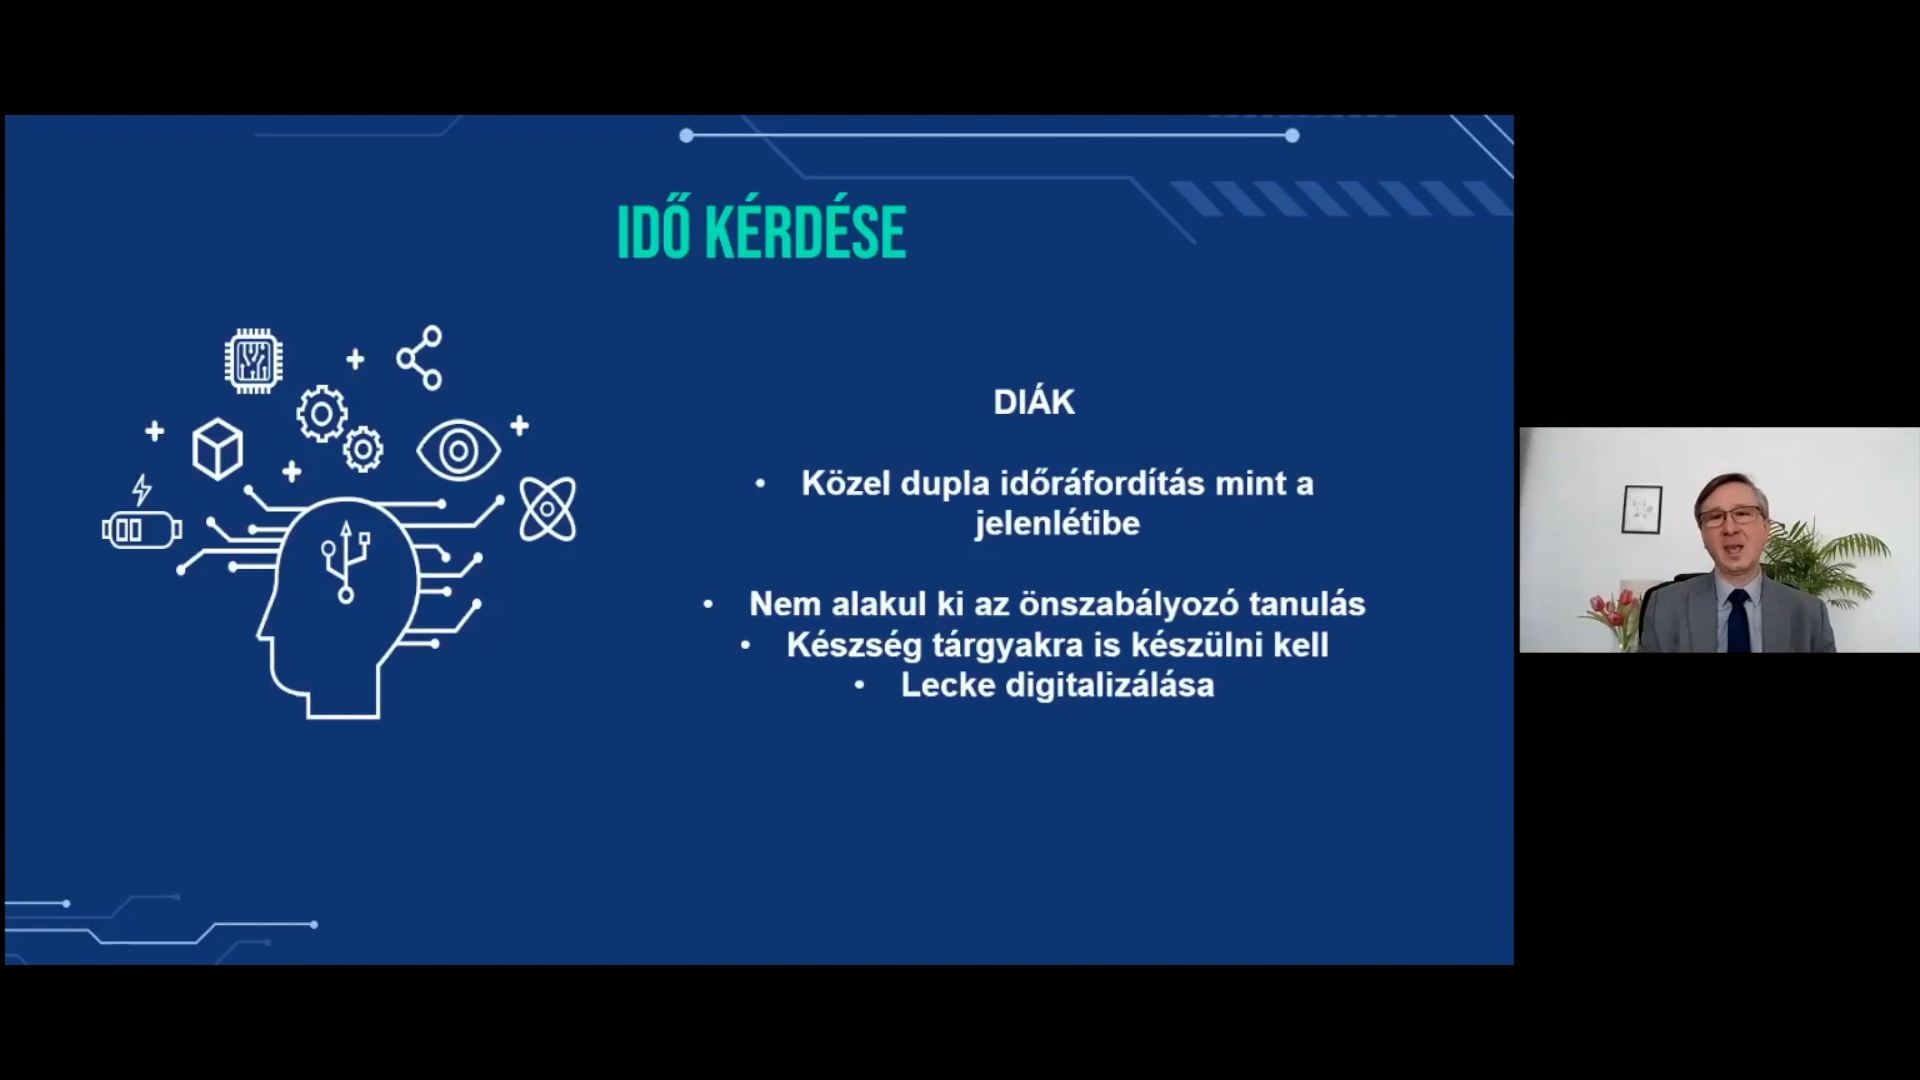 IDŐ KÉRDÉSE
DIÁK
• Közel dupla időráfordítás mint a
jelenlétibe
• Nem alakul ki az önszabályozó tanulás
• Készség tárgyakra is készülni kell
• Lecke digitalizálása